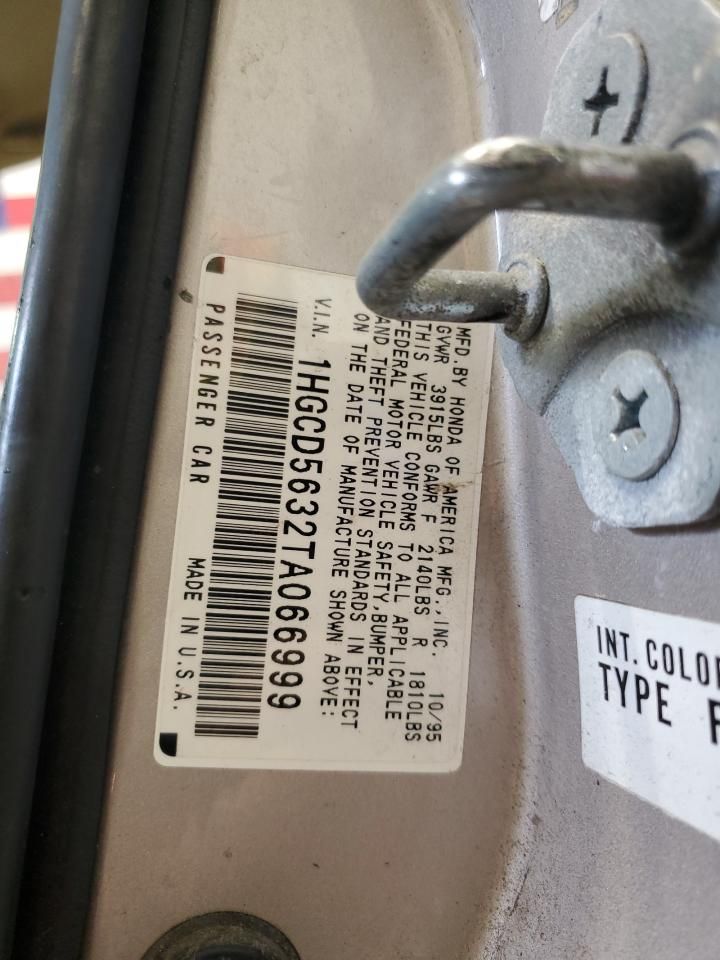 MFD.BY HONDA OF AMERICA MFG.,INC. 10/95
GVWR 3915LBS GAWR F 2140LBS R 1810LBS
THIS VEHICLE CONFORMS TO ALL APPLICABLE
FEDERAL MOTOR VEHICLE SAFETY,BUMPER,
AND THEFT PREVENTION STANDARDS IN EFFECT
ON THE DATE OF MANUFACTURE SHOWN ABOVE:
V.I.N. 1HGCD5632TA066999
PASSENGER CAR MADE IN U.S.A.
INT. COLOR
TYPE